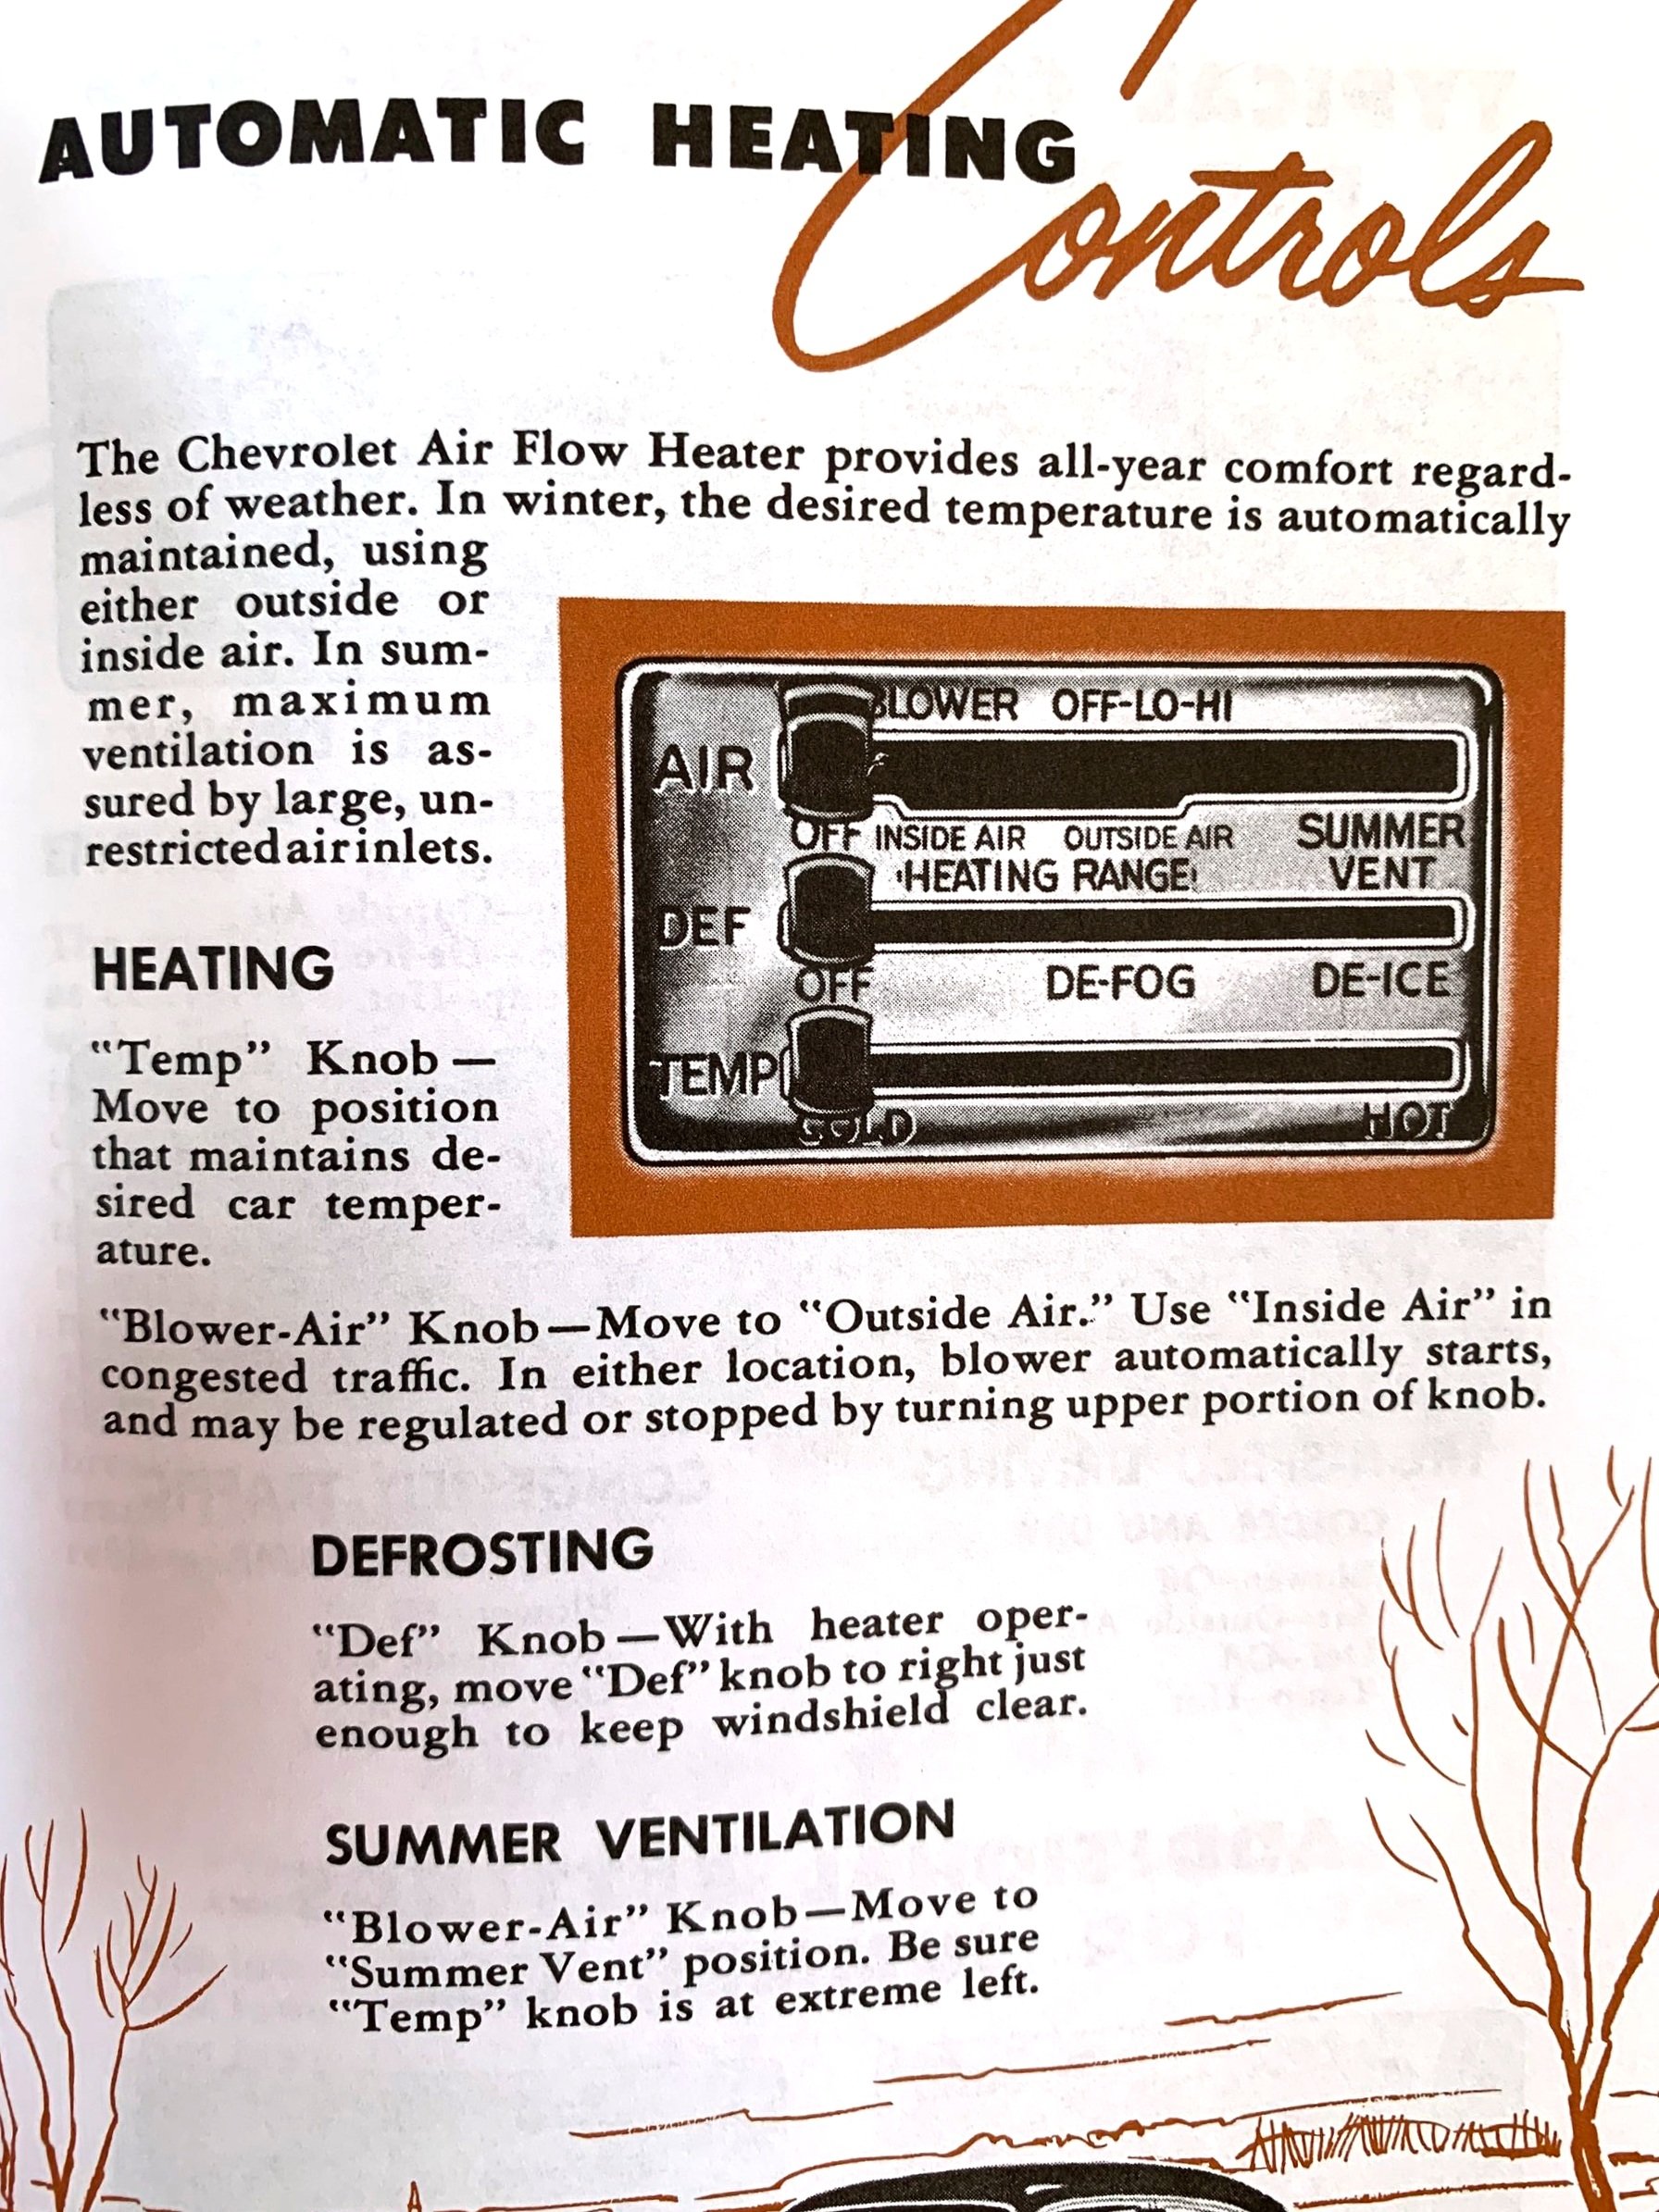 AUTOMATIC HEATING
Controls
The Chevrolet Air Flow Heater provides all-year comfort regard-
less of weather. In winter, the desired temperature is automatically
maintained, using
either outside or
inside air. In sum-
mer, maximum
ventilation is as-
sured by large, un-
restricted air inlets.
BLOWER OFF-LO-HI
AIR
OFF INSIDE AIR OUTSIDE AIR SUMMER
HEATING RANGE VENT
DEF
OFF DE-FOG DE-ICE
TEMP
COLD HOT
HEATING
"Temp" Knob—
Move to position
that maintains de-
sired car temper-
ature.
"Blower-Air" Knob—Move to "Outside Air." Use "Inside Air" in
congested traffic. In either location, blower automatically starts,
and may be regulated or stopped by turning upper portion of knob.
DEFROSTING
"Def" Knob—With heater oper-
ating, move "Def" knob to right just
enough to keep windshield clear.
SUMMER VENTILATION
"Blower-Air" Knob—Move to
"Summer Vent" position. Be sure
"Temp" knob is at extreme left.